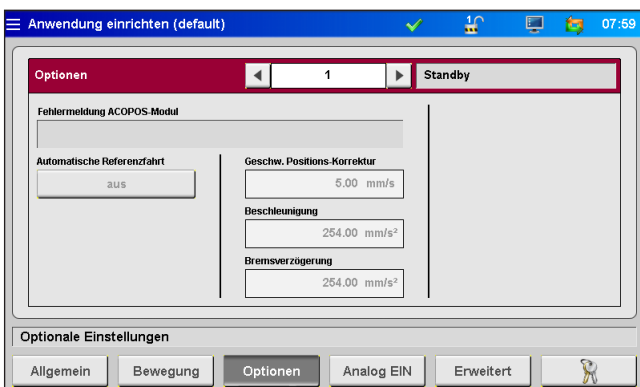 Anwendung einrichten (default)
07:59
Optionen
1
Standby
Fehlermeldung ACOPOS-Modul
Automatische Referenzfahrt
aus
Geschw. Positions-Korrektur
5.00 mm/s
Beschleunigung
254.00 mm/s²
Bremsverzögerung
254.00 mm/s²
Optionale Einstellungen
Allgemein
Bewegung
Optionen
Analog EIN
Erweitert